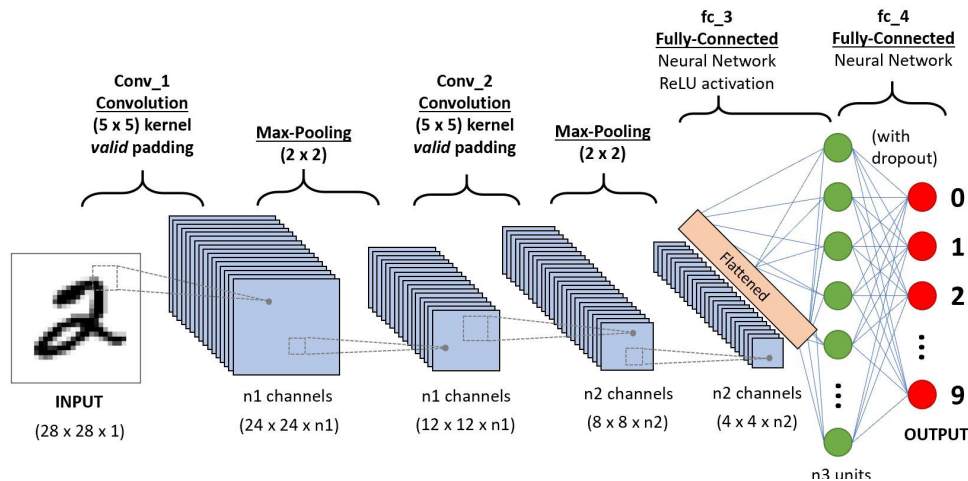 fc_3
Fully-Connected
Neural Network
ReLU activation
fc_4
Fully-Connected
Neural Network
Conv_1
Convolution
(5 x 5) kernel
valid padding
Max-Pooling
(2 x 2)
Conv_2
Convolution
(5 x 5) kernel
valid padding
Max-Pooling
(2 x 2)
(with
dropout)
Flattened
0
1
2
9
INPUT
(28 x 28 x 1)
n1 channels
(24 x 24 x n1)
n1 channels
(12 x 12 x n1)
n2 channels
(8 x 8 x n2)
n2 channels
(4 x 4 x n2)
OUTPUT
n3 units